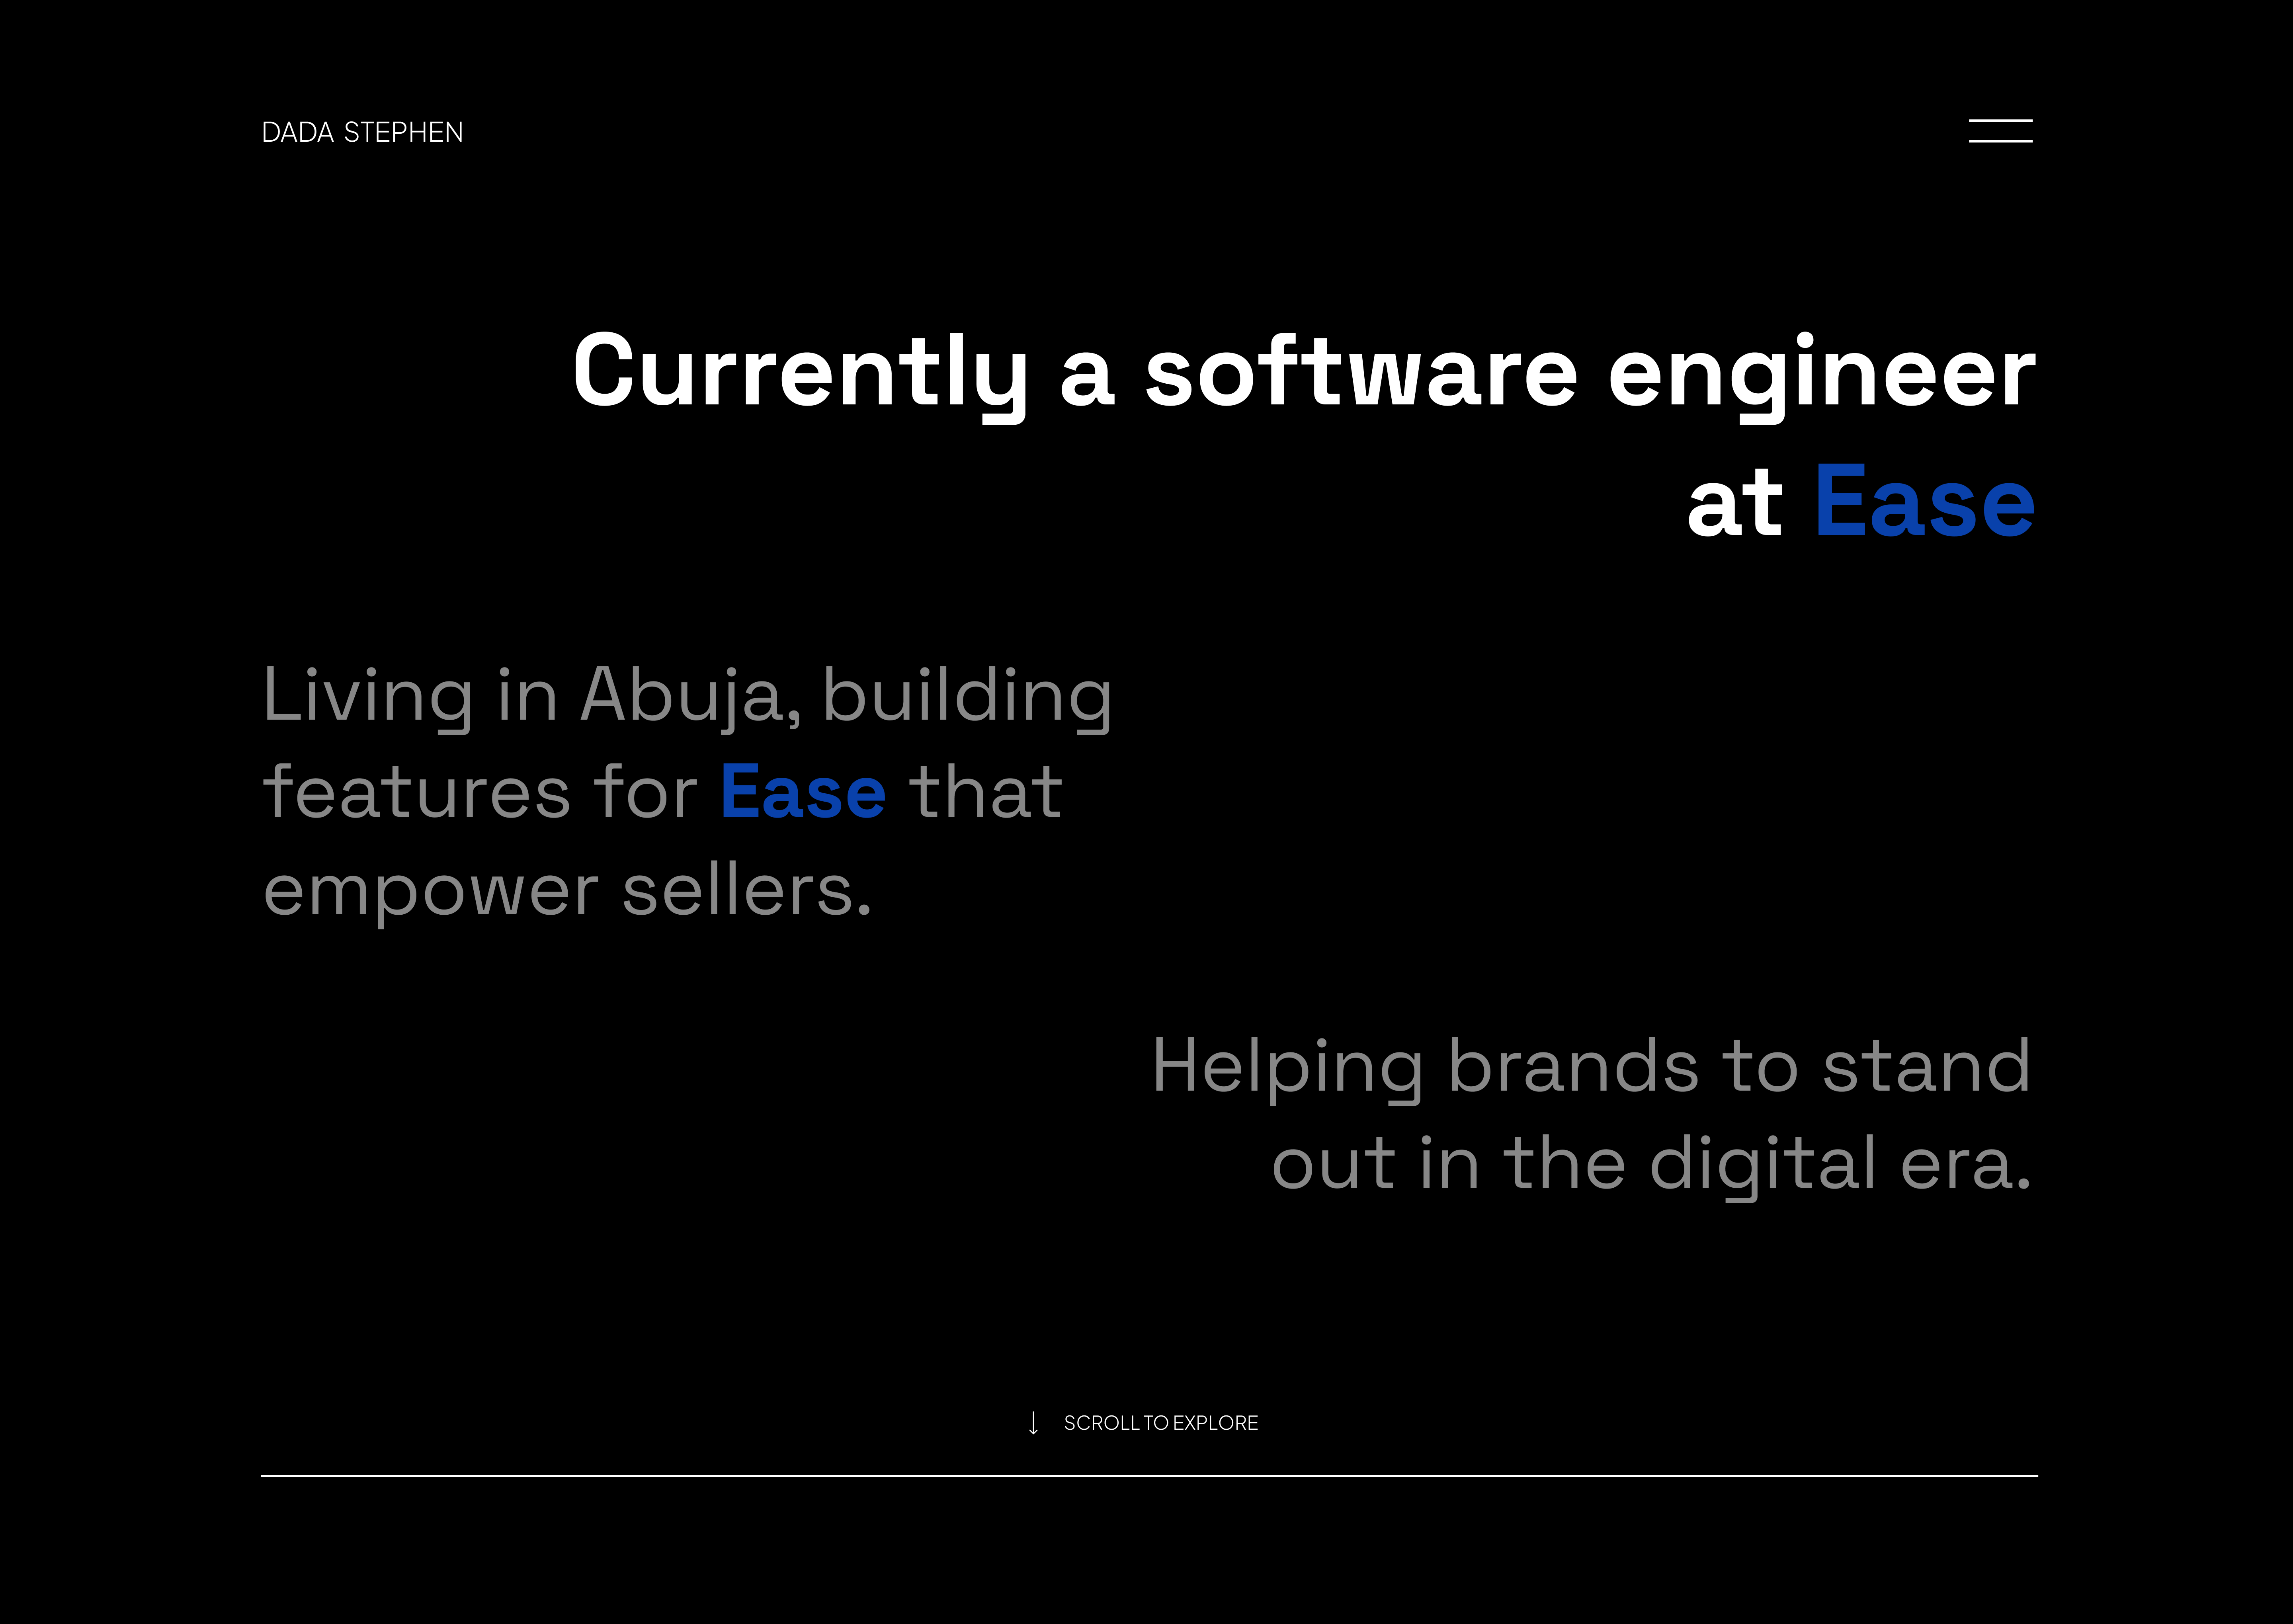 DADA STEPHEN
Currently a software engineer
at Ease
Living in Abuja, building
features for Ease that
empower sellers.
Helping brands to stand
out in the digital era.
SCROLL TO EXPLORE